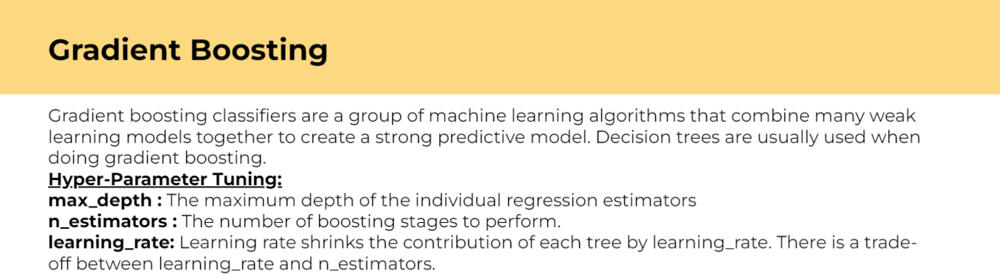 Gradient Boosting
Gradient boosting classifiers are a group of machine learning algorithms that combine many weak
learning models together to create a strong predictive model. Decision trees are usually used when
doing gradient boosting.
Hyper-Parameter Tuning:
max_depth : The maximum depth of the individual regression estimators
n_estimators : The number of boosting stages to perform.
learning_rate: Learning rate shrinks the contribution of each tree by learning_rate. There is a trade-
off between learning_rate and n_estimators.